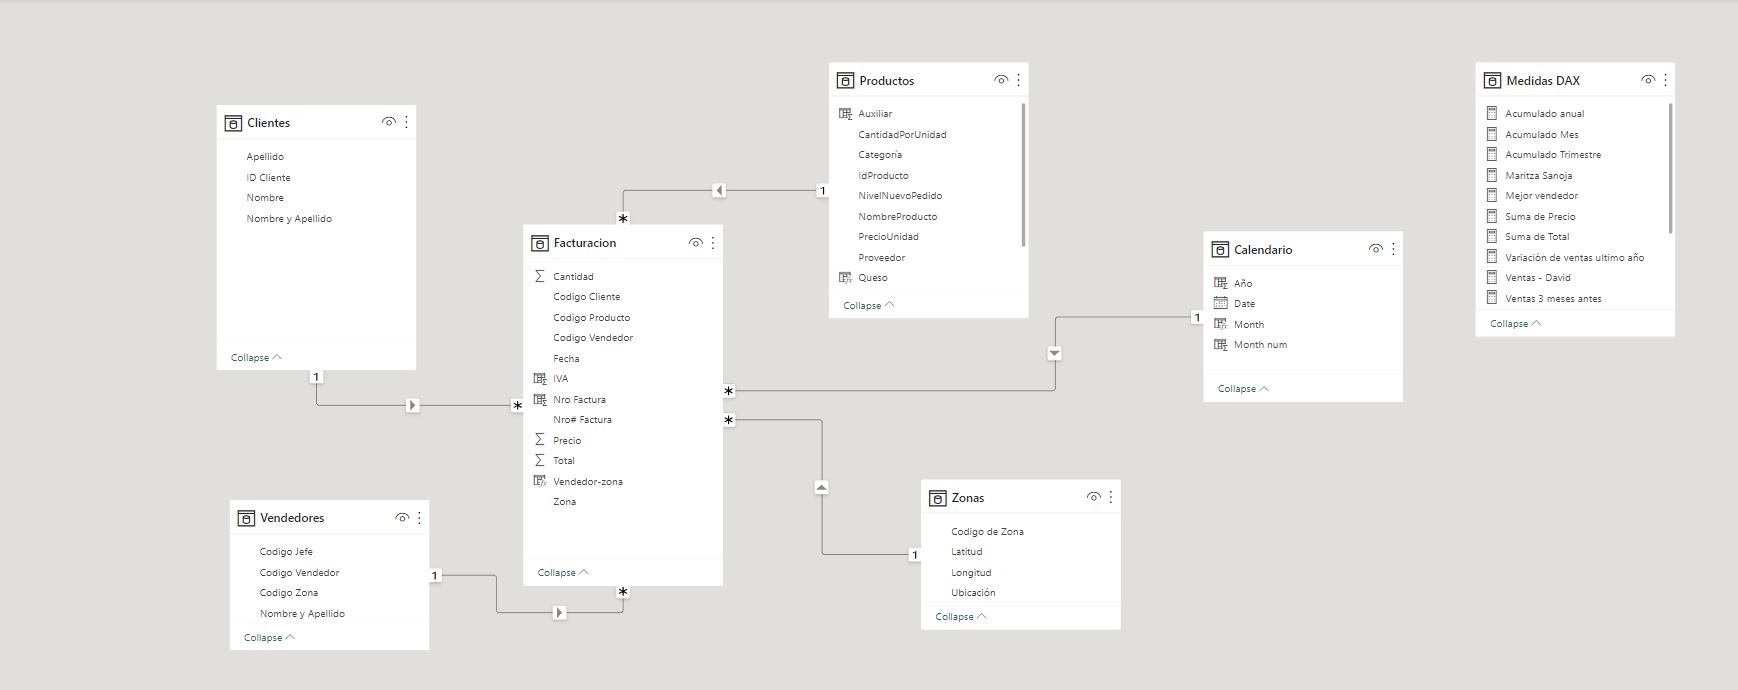 Clientes
Apellido
ID Cliente
Nombre
Nombre y Apellido
Collapse
1
*
Vendedores
Codigo Jefe
Codigo Vendedor
Codigo Zona
Nombre y Apellido
Collapse
1
*
Facturacion
Cantidad
Codigo Cliente
Codigo Producto
Codigo Vendedor
Fecha
IVA
Nro Factura
Nro# Factura
Precio
Total
Vendedor-zona
Zona
Collapse
*
1
Productos
Auxiliar
CantidadPorUnidad
Categoría
IdProducto
NivelNuevoPedido
NombreProducto
PrecioUnidad
Proveedor
Queso
Collapse
*
1
Calendario
Año
Date
Month
Month num
Collapse
*
1
Zonas
Codigo de Zona
Latitud
Longitud
Ubicación
Collapse
Medidas DAX
Acumulado anual
Acumulado Mes
Acumulado Trimestre
Maritza Sanoja
Mejor vendedor
Suma de Precio
Suma de Total
Variación de ventas ultimo año
Ventas - David
Ventas 3 meses antes
Collapse